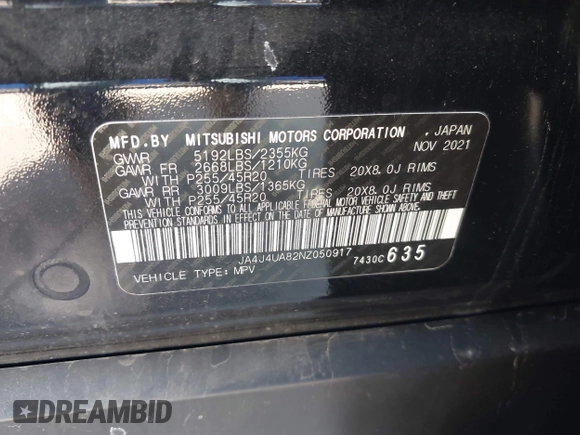 MFD.BY MITSUBISHI MOTORS CORPORATION . JAPAN
GVWR 5192LBS/2355KG NOV 2021
GAWR FR 2668LBS/1210KG
WITH P255/45R20 TIRES 20X8.0J RIMS
GAWR RR 3009LBS/1365KG
WITH P255/45R20 TIRES 20X8.0J RIMS
THIS VEHICLE CONFORMS TO ALL APPLICABLE FEDERAL MOTOR VEHICLE SAFETY AND THEFT
PREVENTION STANDARDS IN EFFECT ON THE DATE OF MANUFACTURE SHOWN ABOVE.
JA4J4UA82NZ050917 7430C 635
VEHICLE TYPE: MPV
DREAMBID